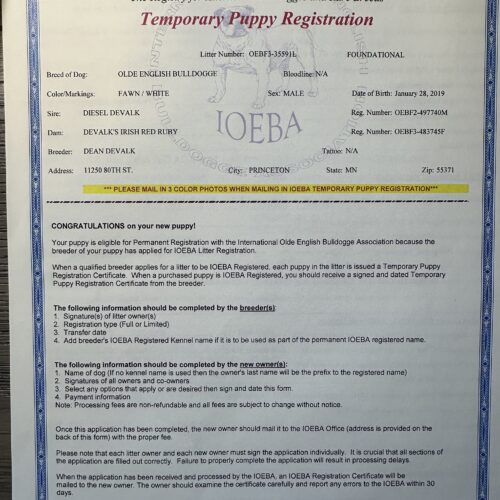 Temporary Puppy Registration
Litter Number: OEBF3-35591L FOUNDATIONAL
Breed of Dog: OLDE ENGLISH BULLDOGGE Bloodline: N/A
Color/Markings: FAWN / WHITE Sex: MALE Date of Birth: January 28, 2019
Sire: DIESEL DEVALK Reg. Number: OEBF2-497740M
Dam: DEVALK'S IRISH RED RUBY Reg. Number: OEBF3-483745F
IOEBA
Breeder: DEAN DEVALK Tattoo: N/A
Address: 11250 80TH ST. City: PRINCETON State: MN Zip: 55371
*** PLEASE MAIL IN 3 COLOR PHOTOS WHEN MAILING IN IOEBA TEMPORARY PUPPY REGISTRATION***
CONGRATULATIONS on your new puppy!
Your puppy is eligible for Permanent Registration with the International Olde English Bulldogge Association because the
breeder of your puppy has applied for IOEBA Litter Registration.
When a qualified breeder applies for a litter to be IOEBA Registered, each puppy in the litter is issued a Temporary Puppy
Registration Certificate. When a purchased puppy is IOEBA Registered, you should receive a signed and dated Temporary
Puppy Registration Certificate from the breeder.
The following information should be completed by the breeder(s):
1. Signature(s) of litter owner(s)
2. Registration type (Full or Limited)
3. Transfer date
4. Add breeder's IOEBA Registered Kennel name if it is to be used as part of the permanent IOEBA registered name.
The following information should be completed by the new owner(s):
1. Name of dog (If no kennel name is used then the owner's last name will be the prefix to the registered name)
2. Signatures of all owners and co-owners
3. Select any options that apply or are desired then sign and date this form.
4. Payment information
Note: Processing fees are non-refundable and all fees are subject to change without notice.
Once this application has been completed, the new owner should mail it to the IOEBA Office (address is provided on the
back of this form) with the proper fee.
Please note that each litter owner and each new owner must sign the application individually. It is crucial that all sections of
the application are filled out correctly. Failure to properly complete the application will result in processing delays.
When the application has been received and processed by the IOEBA, an IOEBA Registration Certificate will be
mailed to the new owner. The owner should examine the certificate carefully and report any errors to the IOEBA within 30
days.